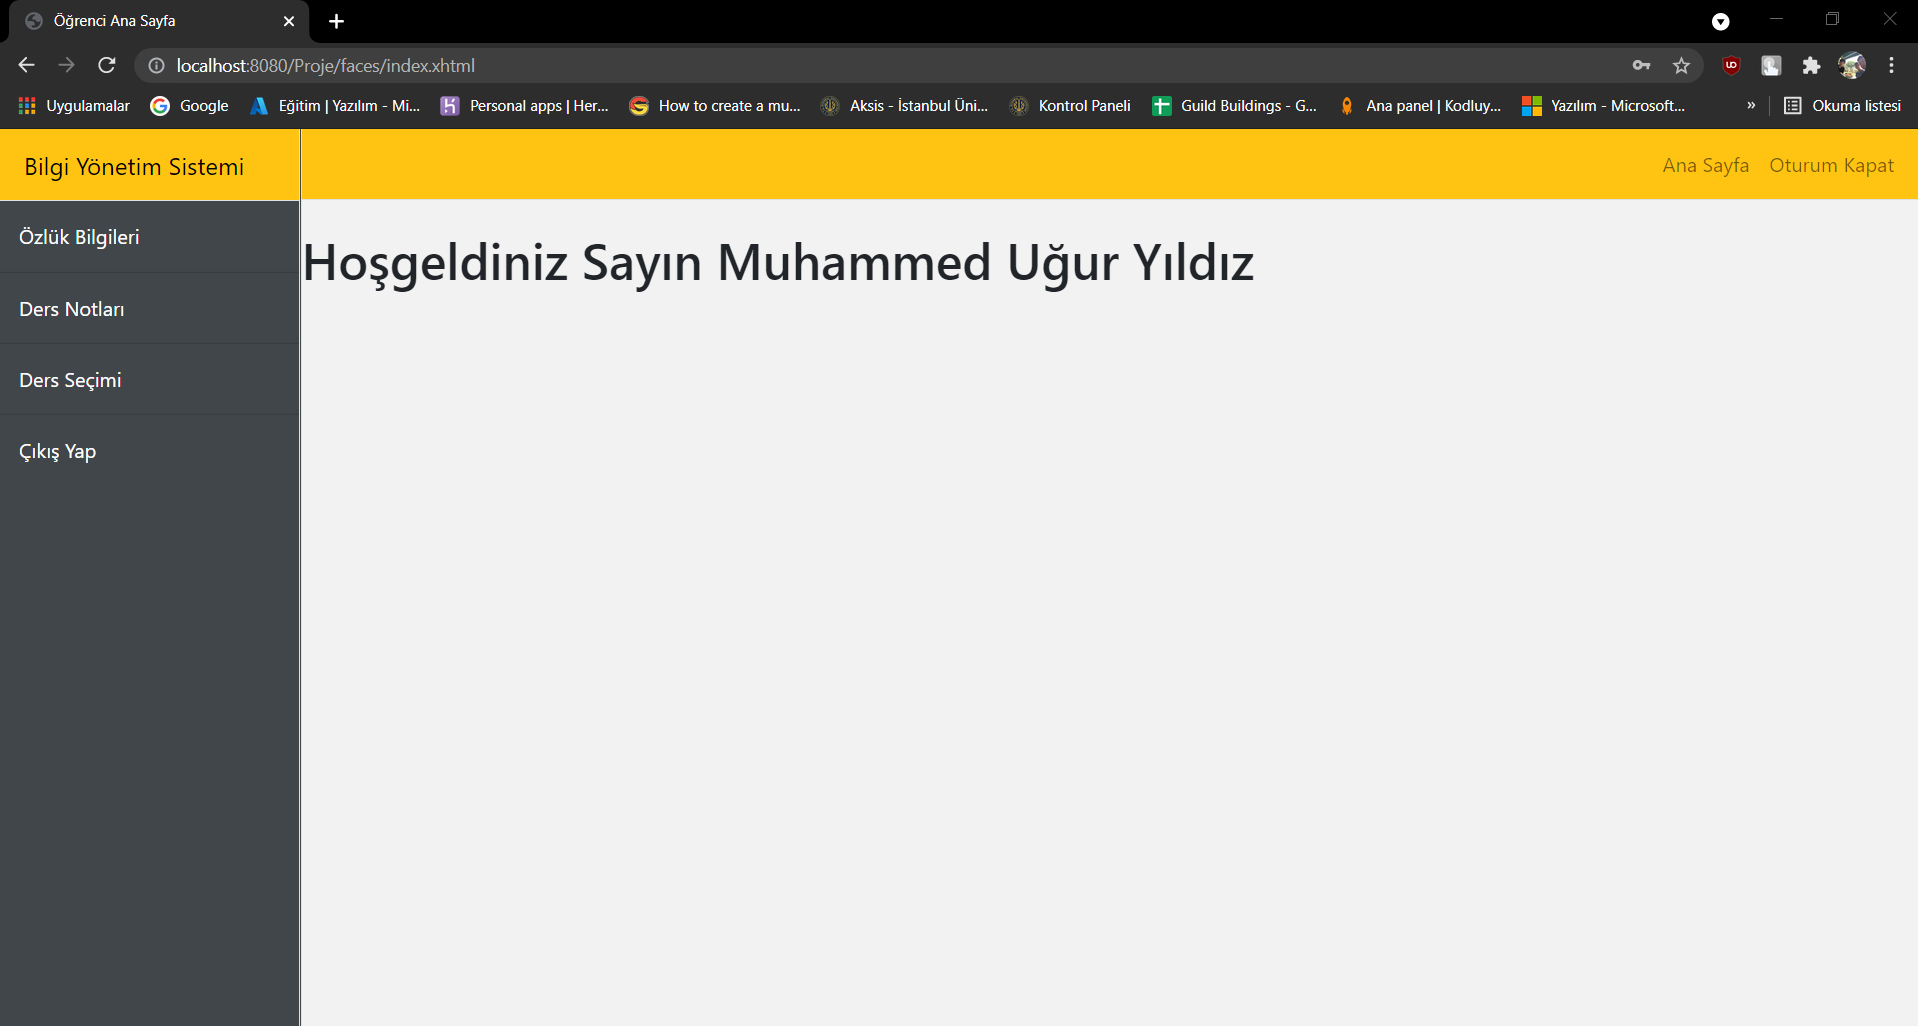 Öğrenci Ana Sayfa
localhost:8080/Proje/faces/index.xhtml
Uygulamalar Google Eğitim | Yazılım - Mi... Personal apps | Her... How to create a mu... Aksis - İstanbul Üni... Kontrol Paneli Guild Buildings - G... Ana panel | Kodluy... Yazılım - Microsoft... » Okuma listesi
Bilgi Yönetim Sistemi Ana Sayfa Oturum Kapat
Özlük Bilgileri
Hoşgeldiniz Sayın Muhammed Uğur Yıldız
Ders Notları
Ders Seçimi
Çıkış Yap